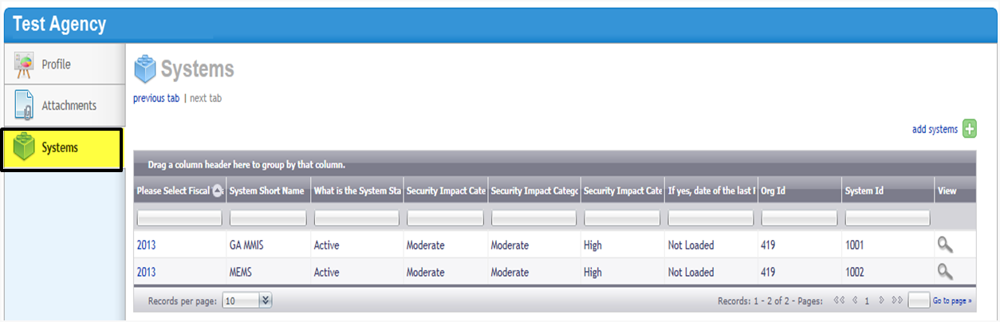 Test Agency
Profile
Attachments
Systems
Systems
previous tab | next tab
add systems
Drag a column header here to group by that column.
Please Select Fiscal System Short Name What is the System Sta Security Impact Cate Security Impact Catego Security Impact Cate If yes, date of the last Org Id System Id View
2013 GA MMIS Active Moderate Moderate High Not Loaded 419 1001
2013 MEMS Active Moderate Moderate High Not Loaded 419 1002
Records per page: 10 Records: 1 - 2 of 2 - Pages: 1 Go to page »